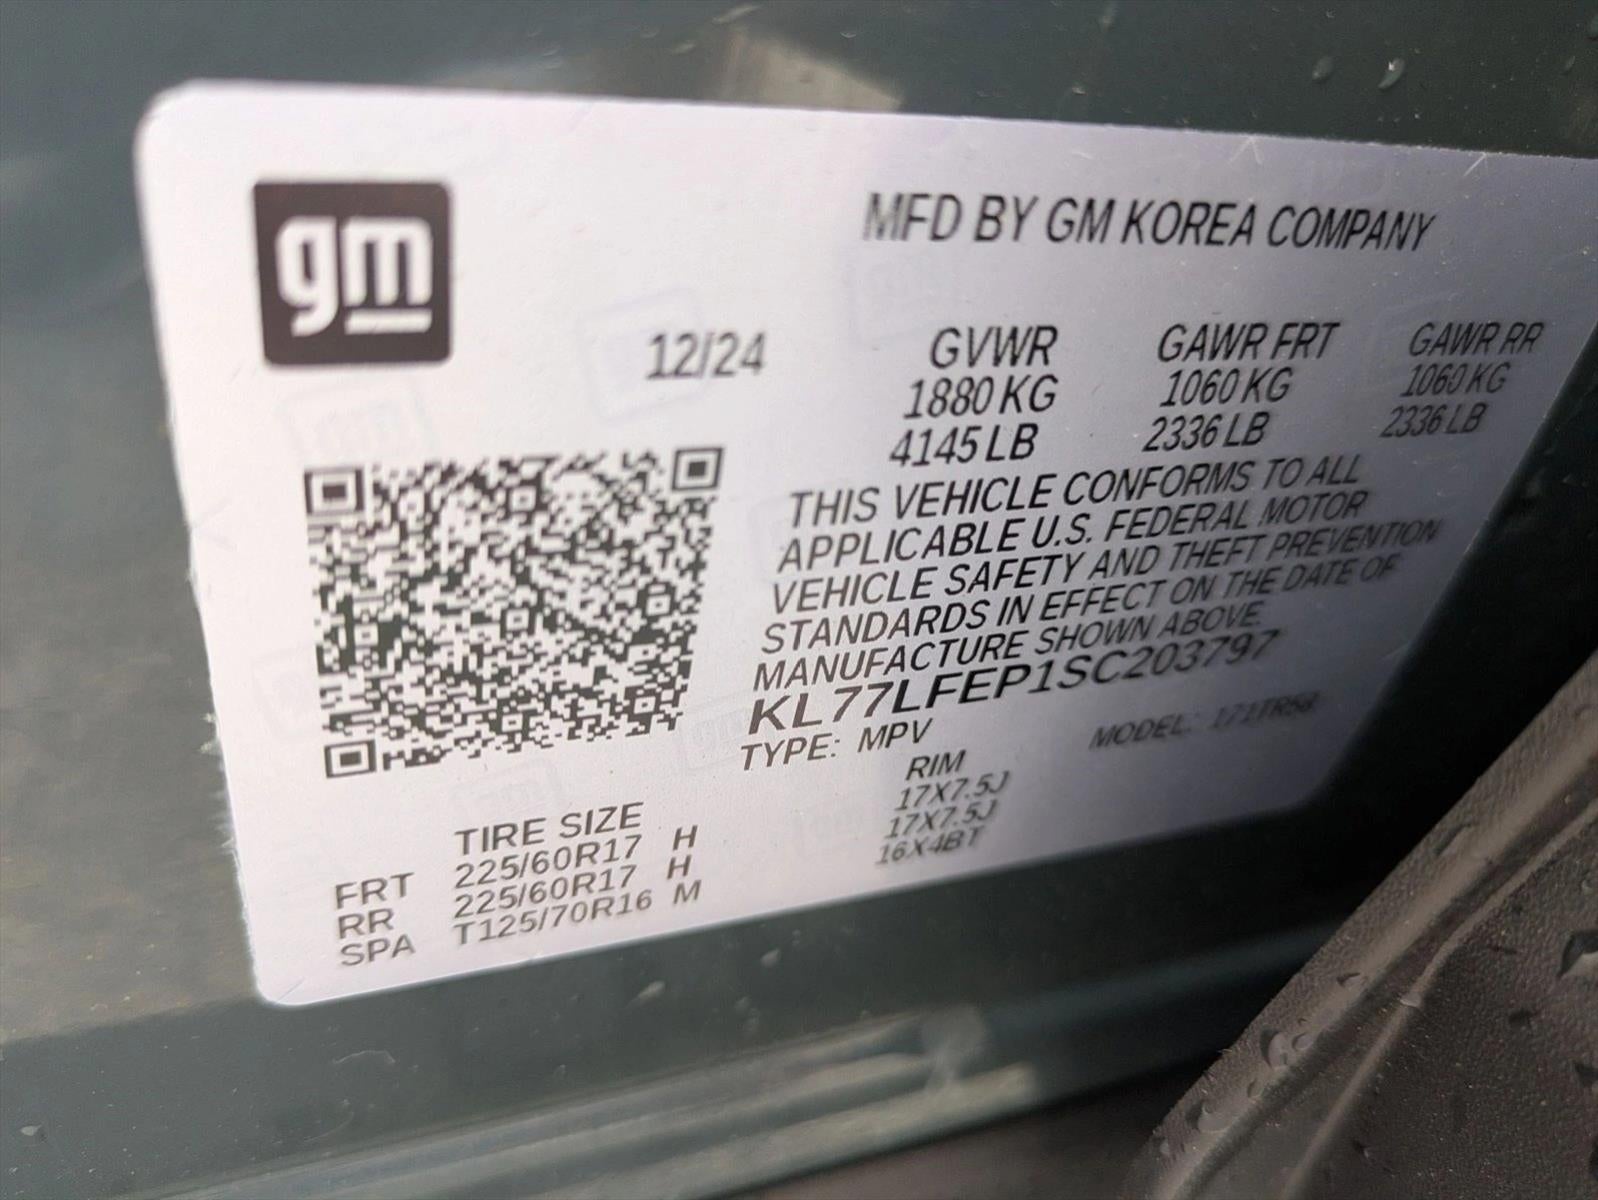 gm
MFD BY GM KOREA COMPANY
12/24
GVWR GAWR FRT GAWR RR
1880 KG 1060 KG 1060 KG
4145 LB 2336 LB 2336 LB
THIS VEHICLE CONFORMS TO ALL
APPLICABLE U.S. FEDERAL MOTOR
VEHICLE SAFETY AND THEFT PREVENTION
STANDARDS IN EFFECT ON THE DATE OF
MANUFACTURE SHOWN ABOVE.
KL77LFEP1SC203797
TYPE: MPV MODEL: 1TR58
TIRE SIZE RIM
FRT 225/60R17 H 17X7.5J
RR 225/60R17 H 17X7.5J
SPA T125/70R16 M 16X4BT